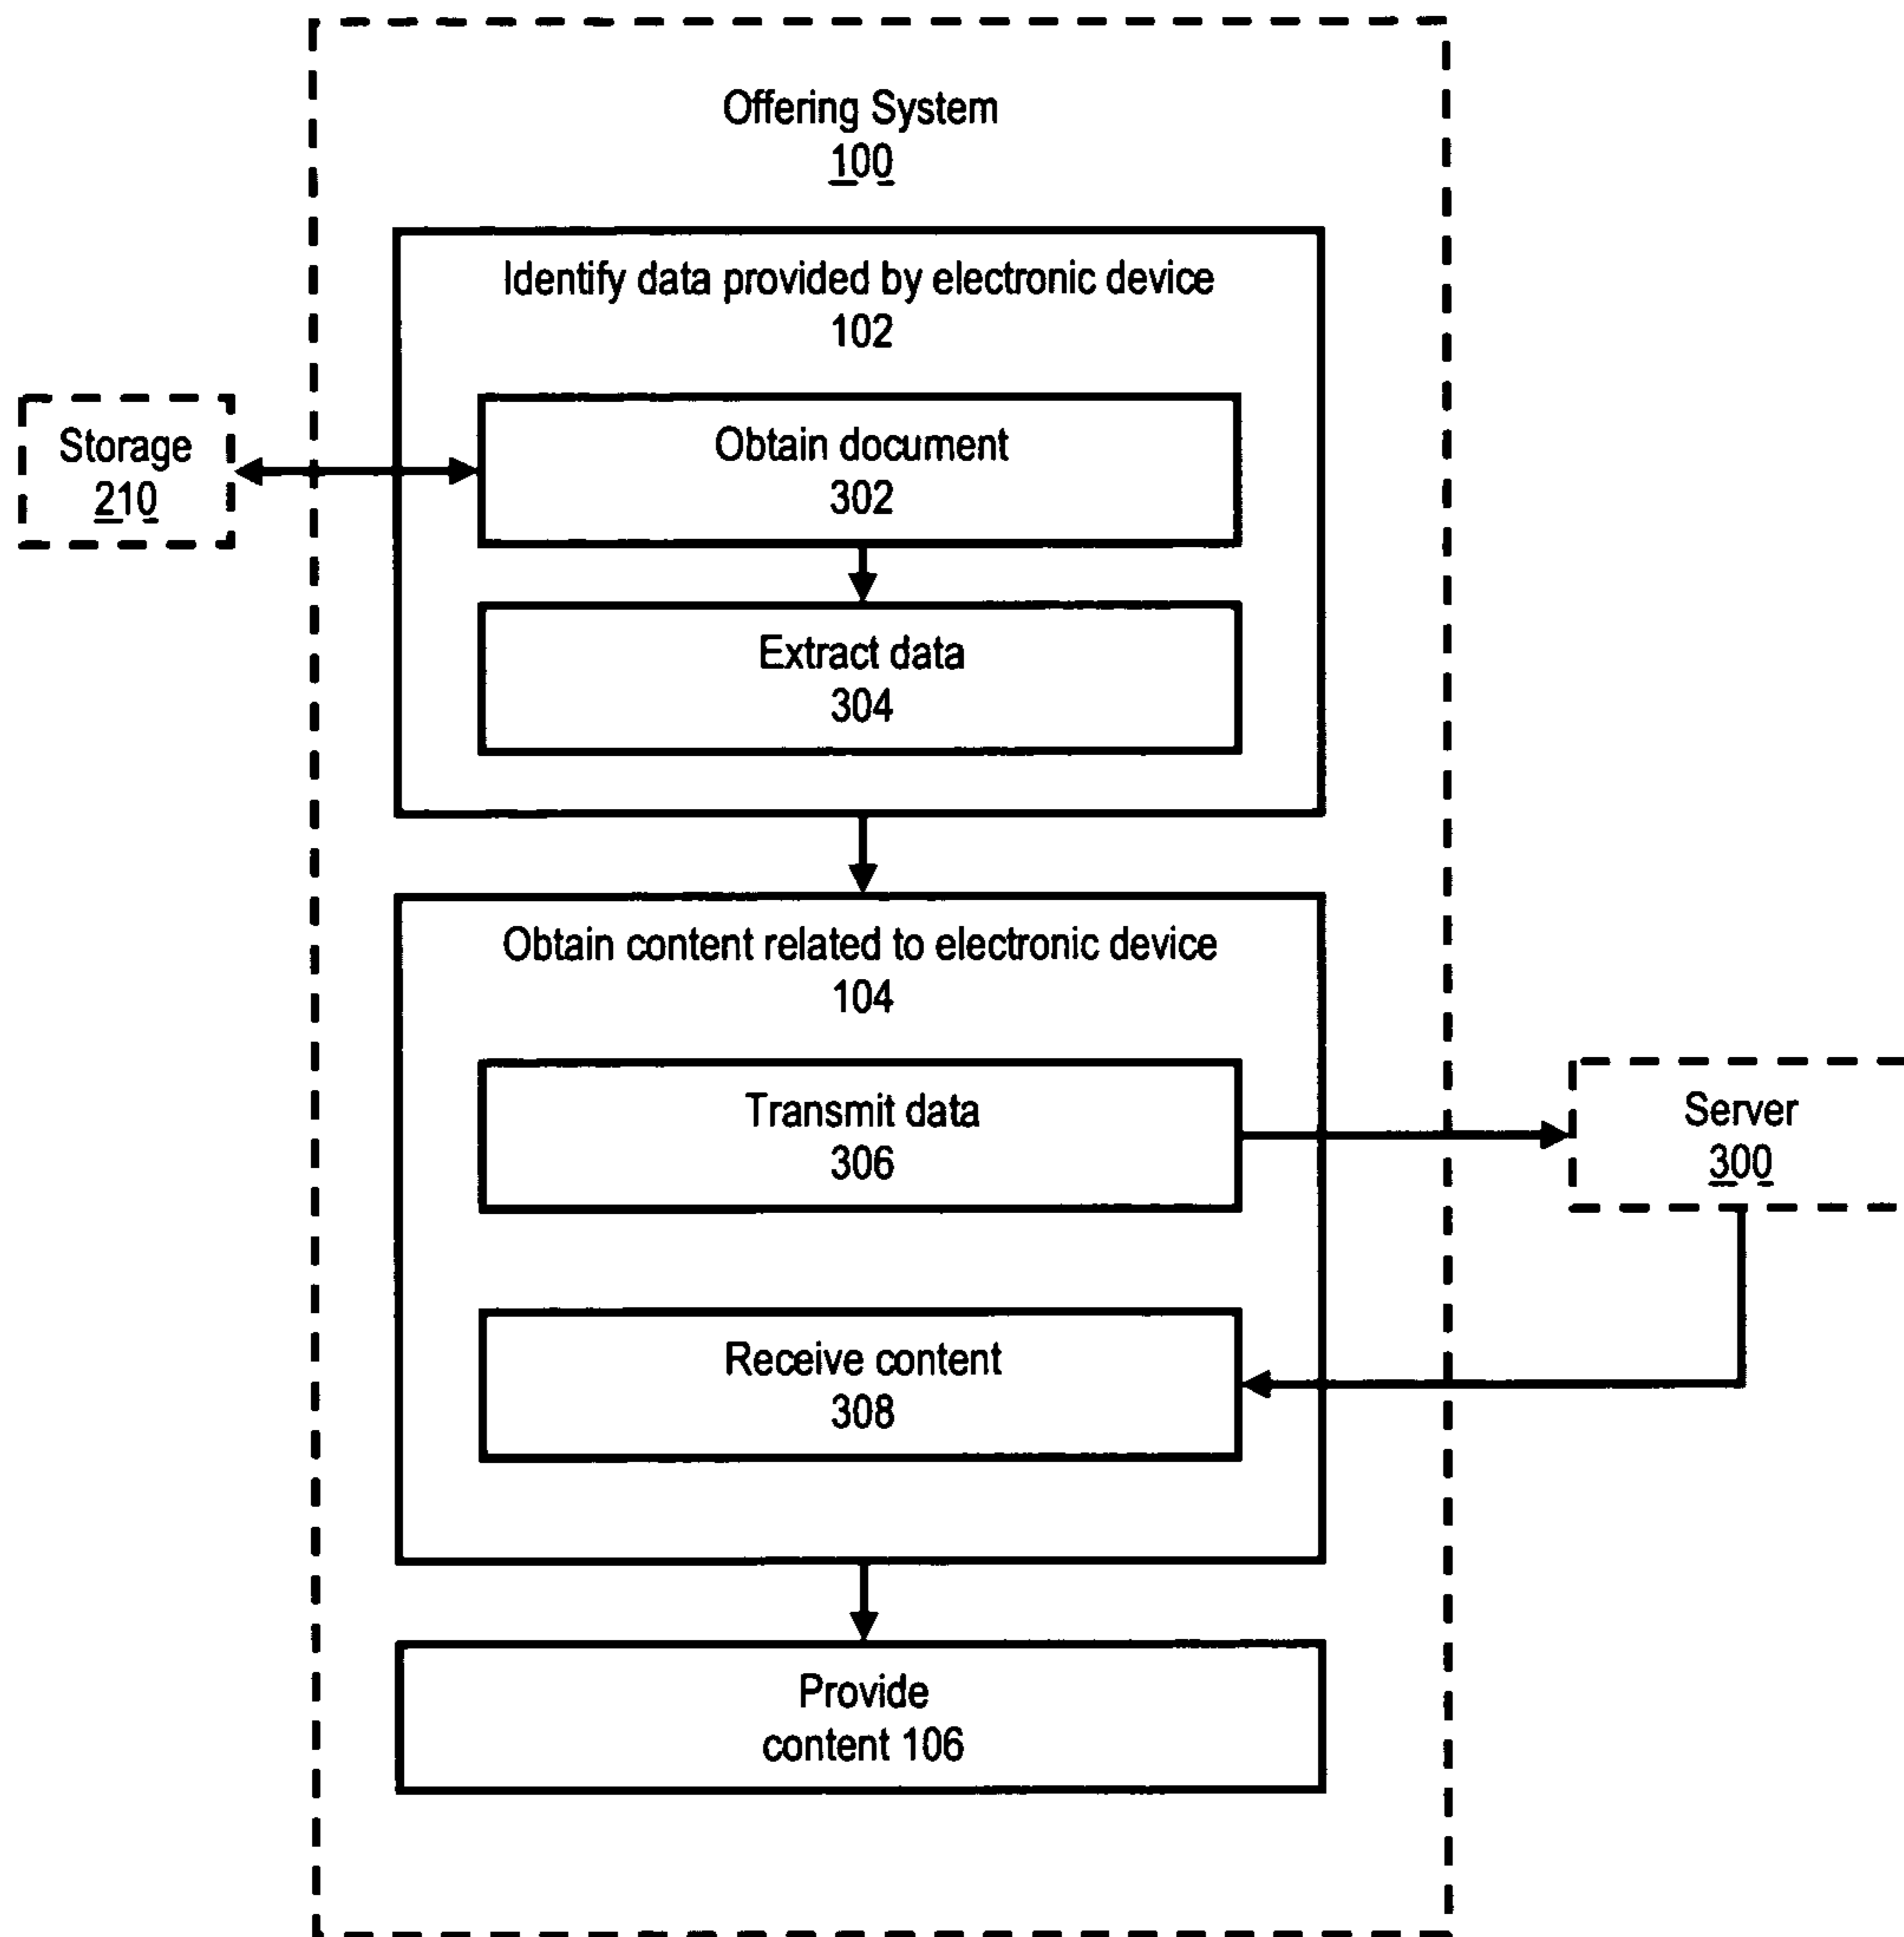 Offering System
100
Identify data provided by electronic device
102
Storage
210
Obtain document
302
Extract data
304
Obtain content related to electronic device
104
Transmit data
306
Server
300
Receive content
308
Provide
content 106